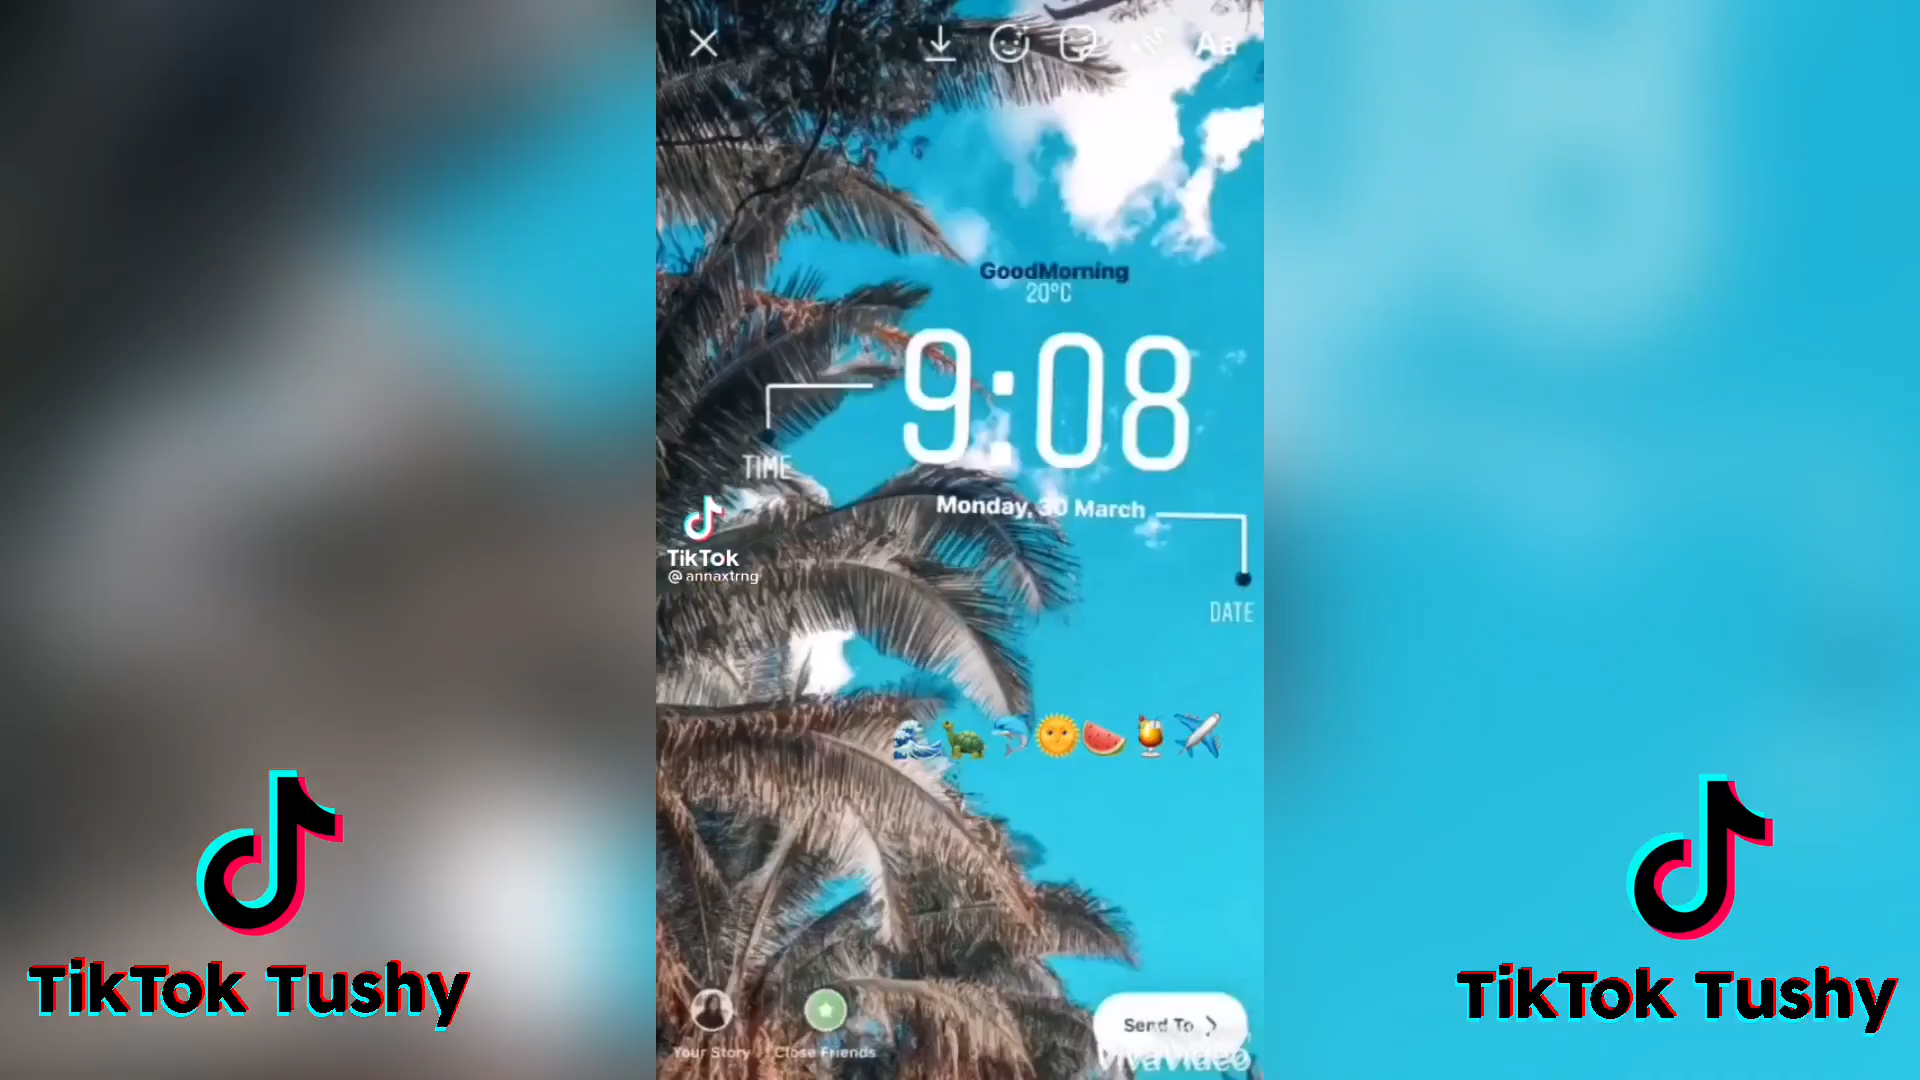 Aa
GoodMorning
20°C
9:08
TIME
Monday, 30 March
TikTok
@annaxtrng
DATE
TikTok Tushy
TikTok Tushy
Your Story
Close Friends
Send To
VivaVideo